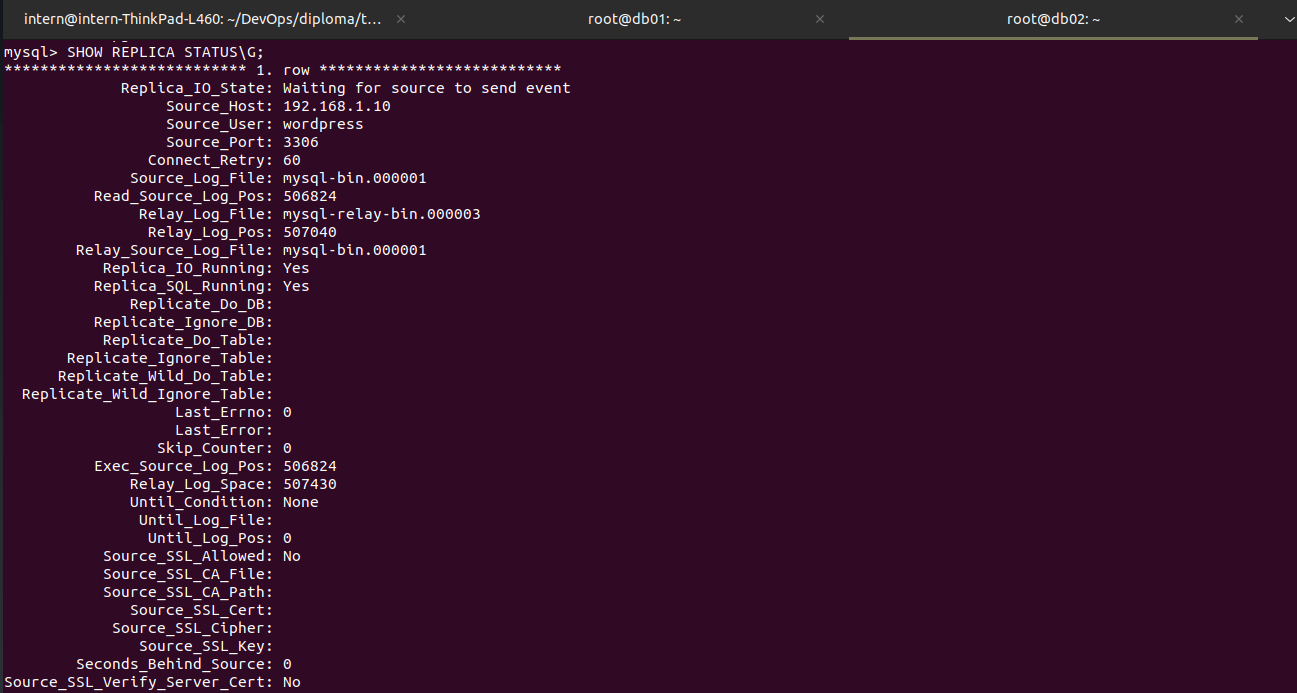 intern@intern-ThinkPad-L460: ~/DevOps/diploma/t... × root@db01: ~ × root@db02: ~ ×
mysql> SHOW REPLICA STATUS\G;
*************************** 1. row ***************************
Replica_IO_State: Waiting for source to send event
Source_Host: 192.168.1.10
Source_User: wordpress
Source_Port: 3306
Connect_Retry: 60
Source_Log_File: mysql-bin.000001
Read_Source_Log_Pos: 506824
Relay_Log_File: mysql-relay-bin.000003
Relay_Log_Pos: 507040
Relay_Source_Log_File: mysql-bin.000001
Replica_IO_Running: Yes
Replica_SQL_Running: Yes
Replicate_Do_DB:
Replicate_Ignore_DB:
Replicate_Do_Table:
Replicate_Ignore_Table:
Replicate_Wild_Do_Table:
Replicate_Wild_Ignore_Table:
Last_Errno: 0
Last_Error:
Skip_Counter: 0
Exec_Source_Log_Pos: 506824
Relay_Log_Space: 507430
Until_Condition: None
Until_Log_File:
Until_Log_Pos: 0
Source_SSL_Allowed: No
Source_SSL_CA_File:
Source_SSL_CA_Path:
Source_SSL_Cert:
Source_SSL_Cipher:
Source_SSL_Key:
Seconds_Behind_Source: 0
Source_SSL_Verify_Server_Cert: No